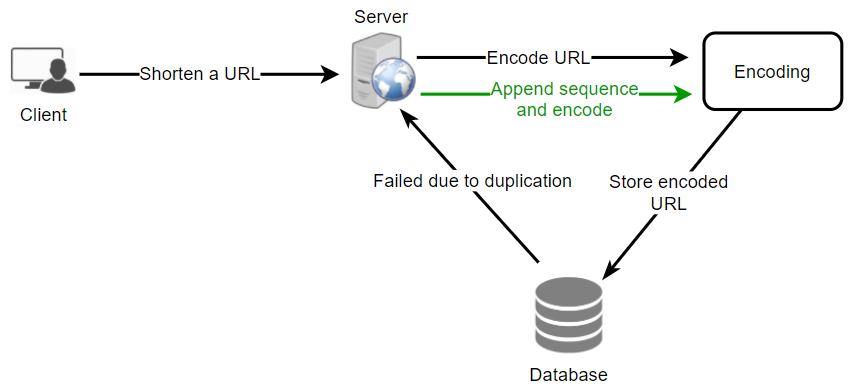 Server
Shorten a URL
Client
Encode URL
Append sequence
and encode
Encoding
Failed due to duplication
Store encoded
URL
Database